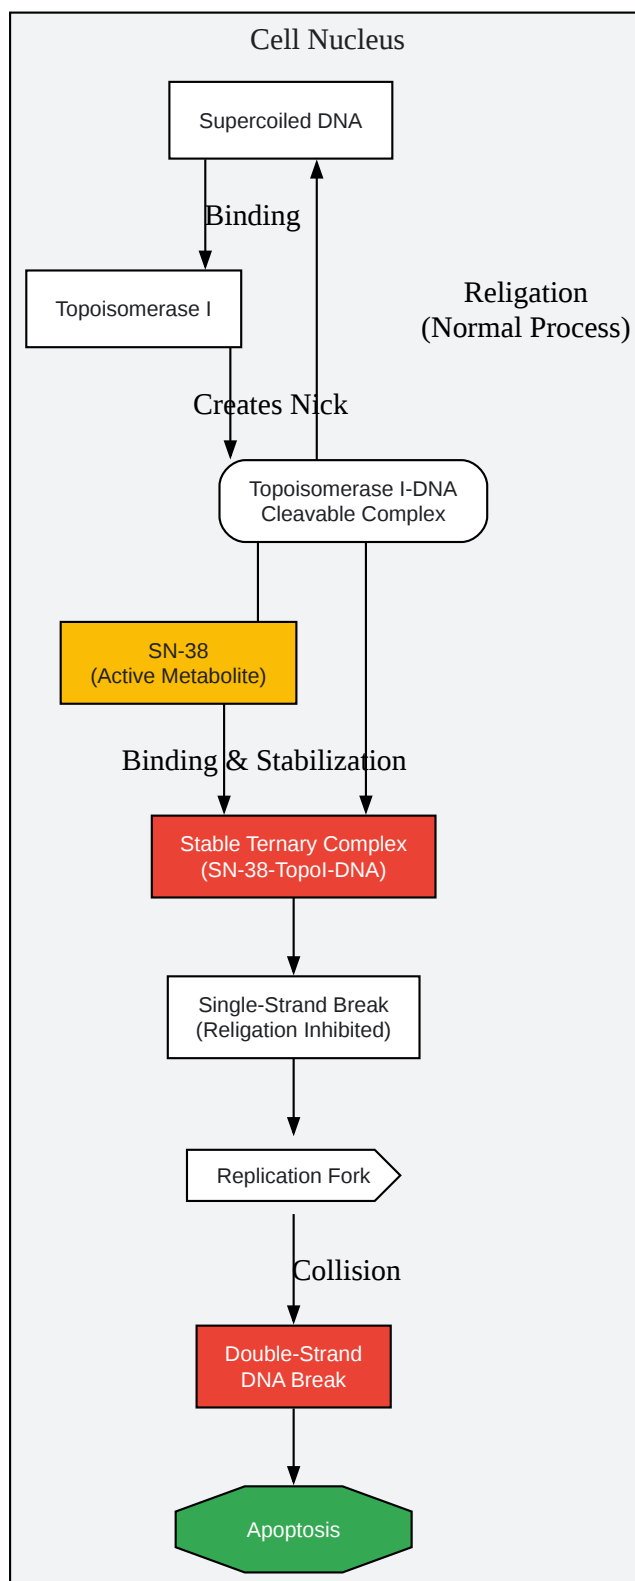 Cell Nucleus
Supercoiled DNA
Binding
Topoisomerase I
Religation
(Normal Process)
Creates Nick
Topoisomerase I-DNA
Cleavable Complex
SN-38
(Active Metabolite)
Binding & Stabilization
Stable Ternary Complex
(SN-38-TopoI-DNA)
Single-Strand Break
(Religation Inhibited)
Replication Fork
Collision
Double-Strand
DNA Break
Apoptosis